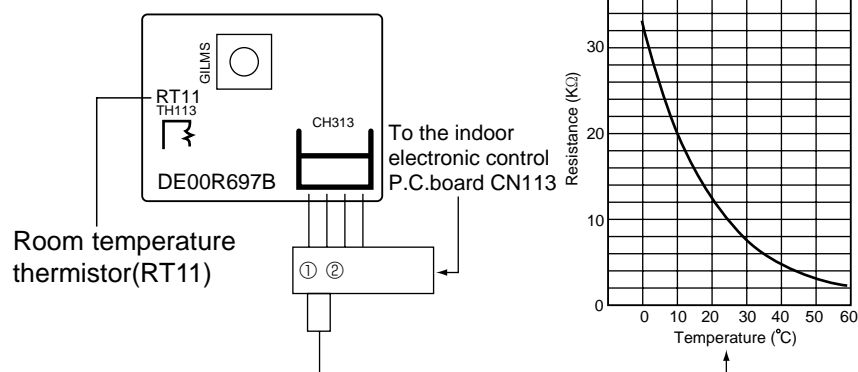 GILMS
RT11
TH113
CH313
DE00R697B
To the indoor
electronic control
P.C.board CN113
Room temperature
thermistor(RT11)
① ②
Resistance (KΩ)
30
20
10
0
0 10 20 30 40 50 60
Temperature (°C)